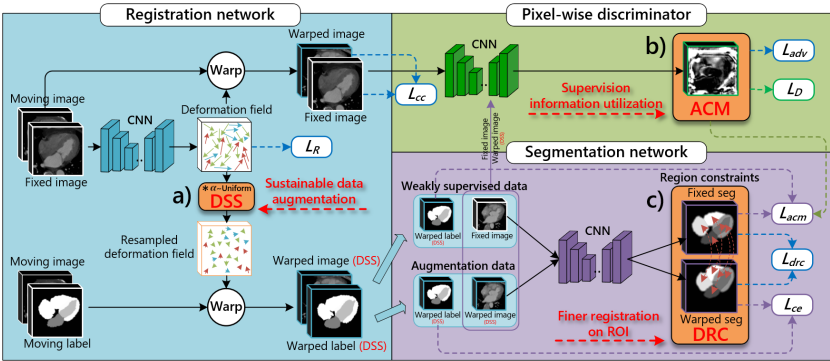 Registration network
Moving image
Fixed image
CNN
Warp
Deformation field
Warped image
Fixed image
Lcc
LR
a)
*α-Uniform
DSS
Sustainable data
augmentation
Resampled
deformation field
Moving image
Moving label
Warp
Warped image (DSS)
Warped label (DSS)
Pixel-wise discriminator
CNN
b)
ACM
Supervision
information utilization
Ladv
LD
Fixed image
Warped image
(DSS)
Segmentation network
Weakly supervised data
Warped label
(DSS)
Fixed image
Augmentation data
Warped label
(DSS)
Warped image
(DSS)
CNN
Finer registration
on ROI
c)
Region constraints
Fixed seg
Warped seg
DRC
Lacm
Ldrc
Lce